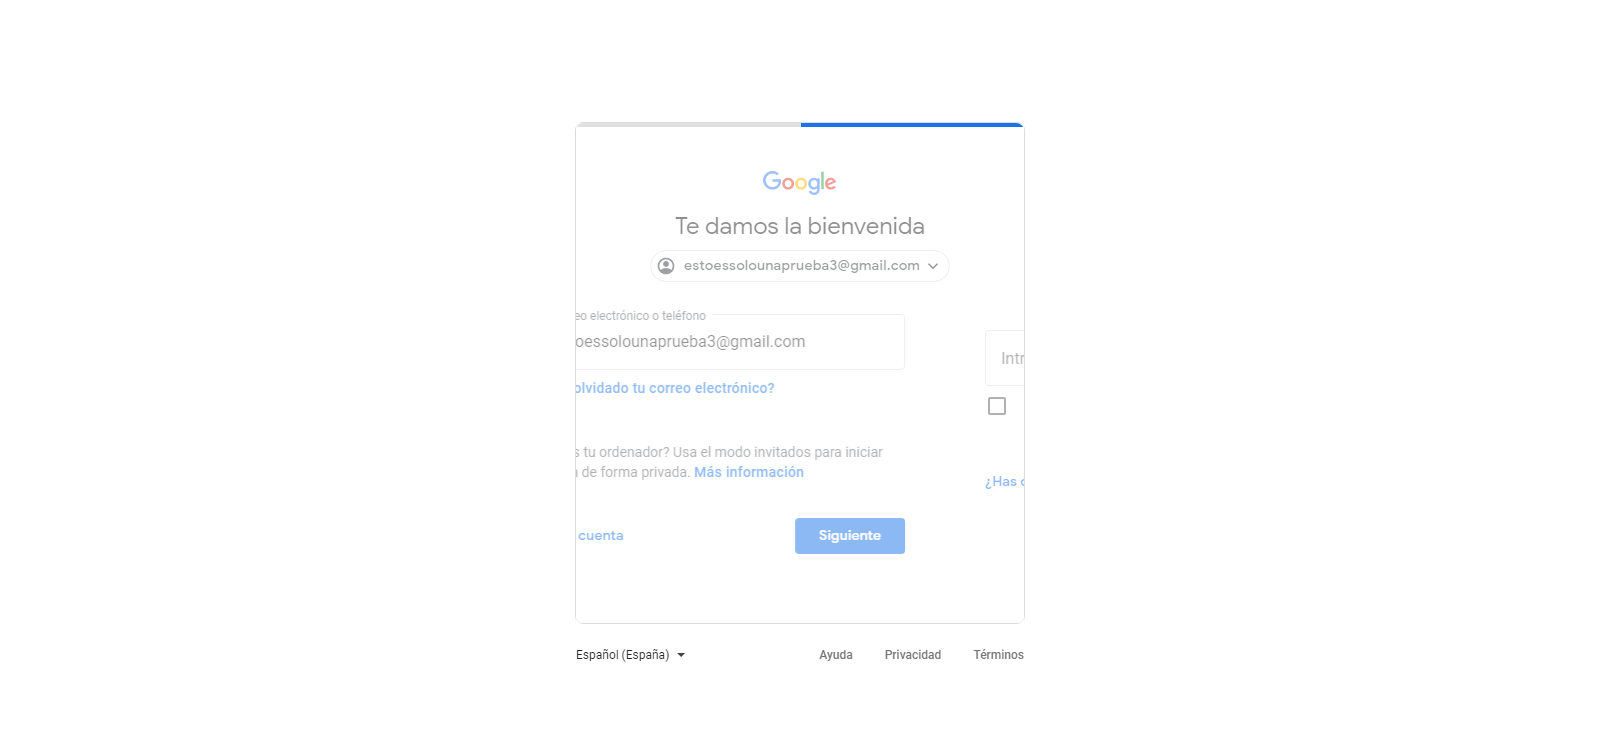 Google
Te damos la bienvenida
estoessolounaprueba3@gmail.com
electrónico o teléfono
oessolounaprueba3@gmail.com
olvidado tu correo electrónico?
tu ordenador? Usa el modo invitados para iniciar
de forma privada. Más información
¿Has
cuenta
Siguiente
Español (España)
Ayuda
Privacidad
Términos